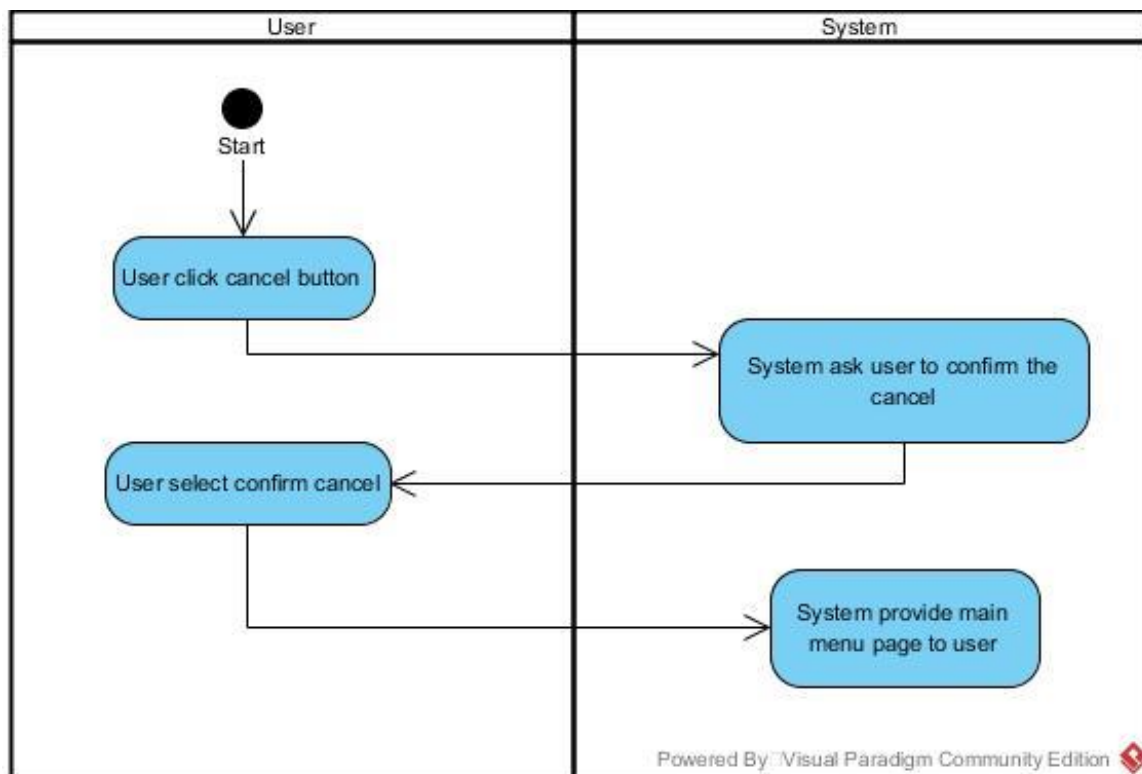 User
System
Start
User click cancel button
System ask user to confirm the
cancel
User select confirm cancel
System provide main
menu page to user
Powered By Visual Paradigm Community Edition